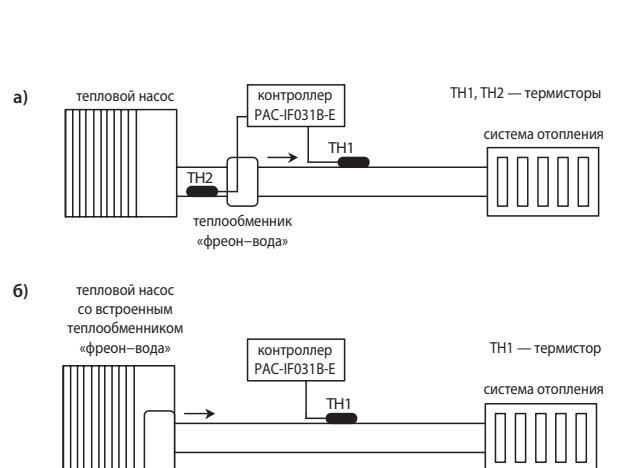 а)
тепловой насос
контроллер
PAC-IF031B-E
TH1, TH2 — термисторы
система отопления
TH1
TH2
теплообменник
«фреон–вода»
б)
тепловой насос
со встроенным
теплообменником
«фреон–вода»
контроллер
PAC-IF031B-E
TH1 — термистор
система отопления
TH1